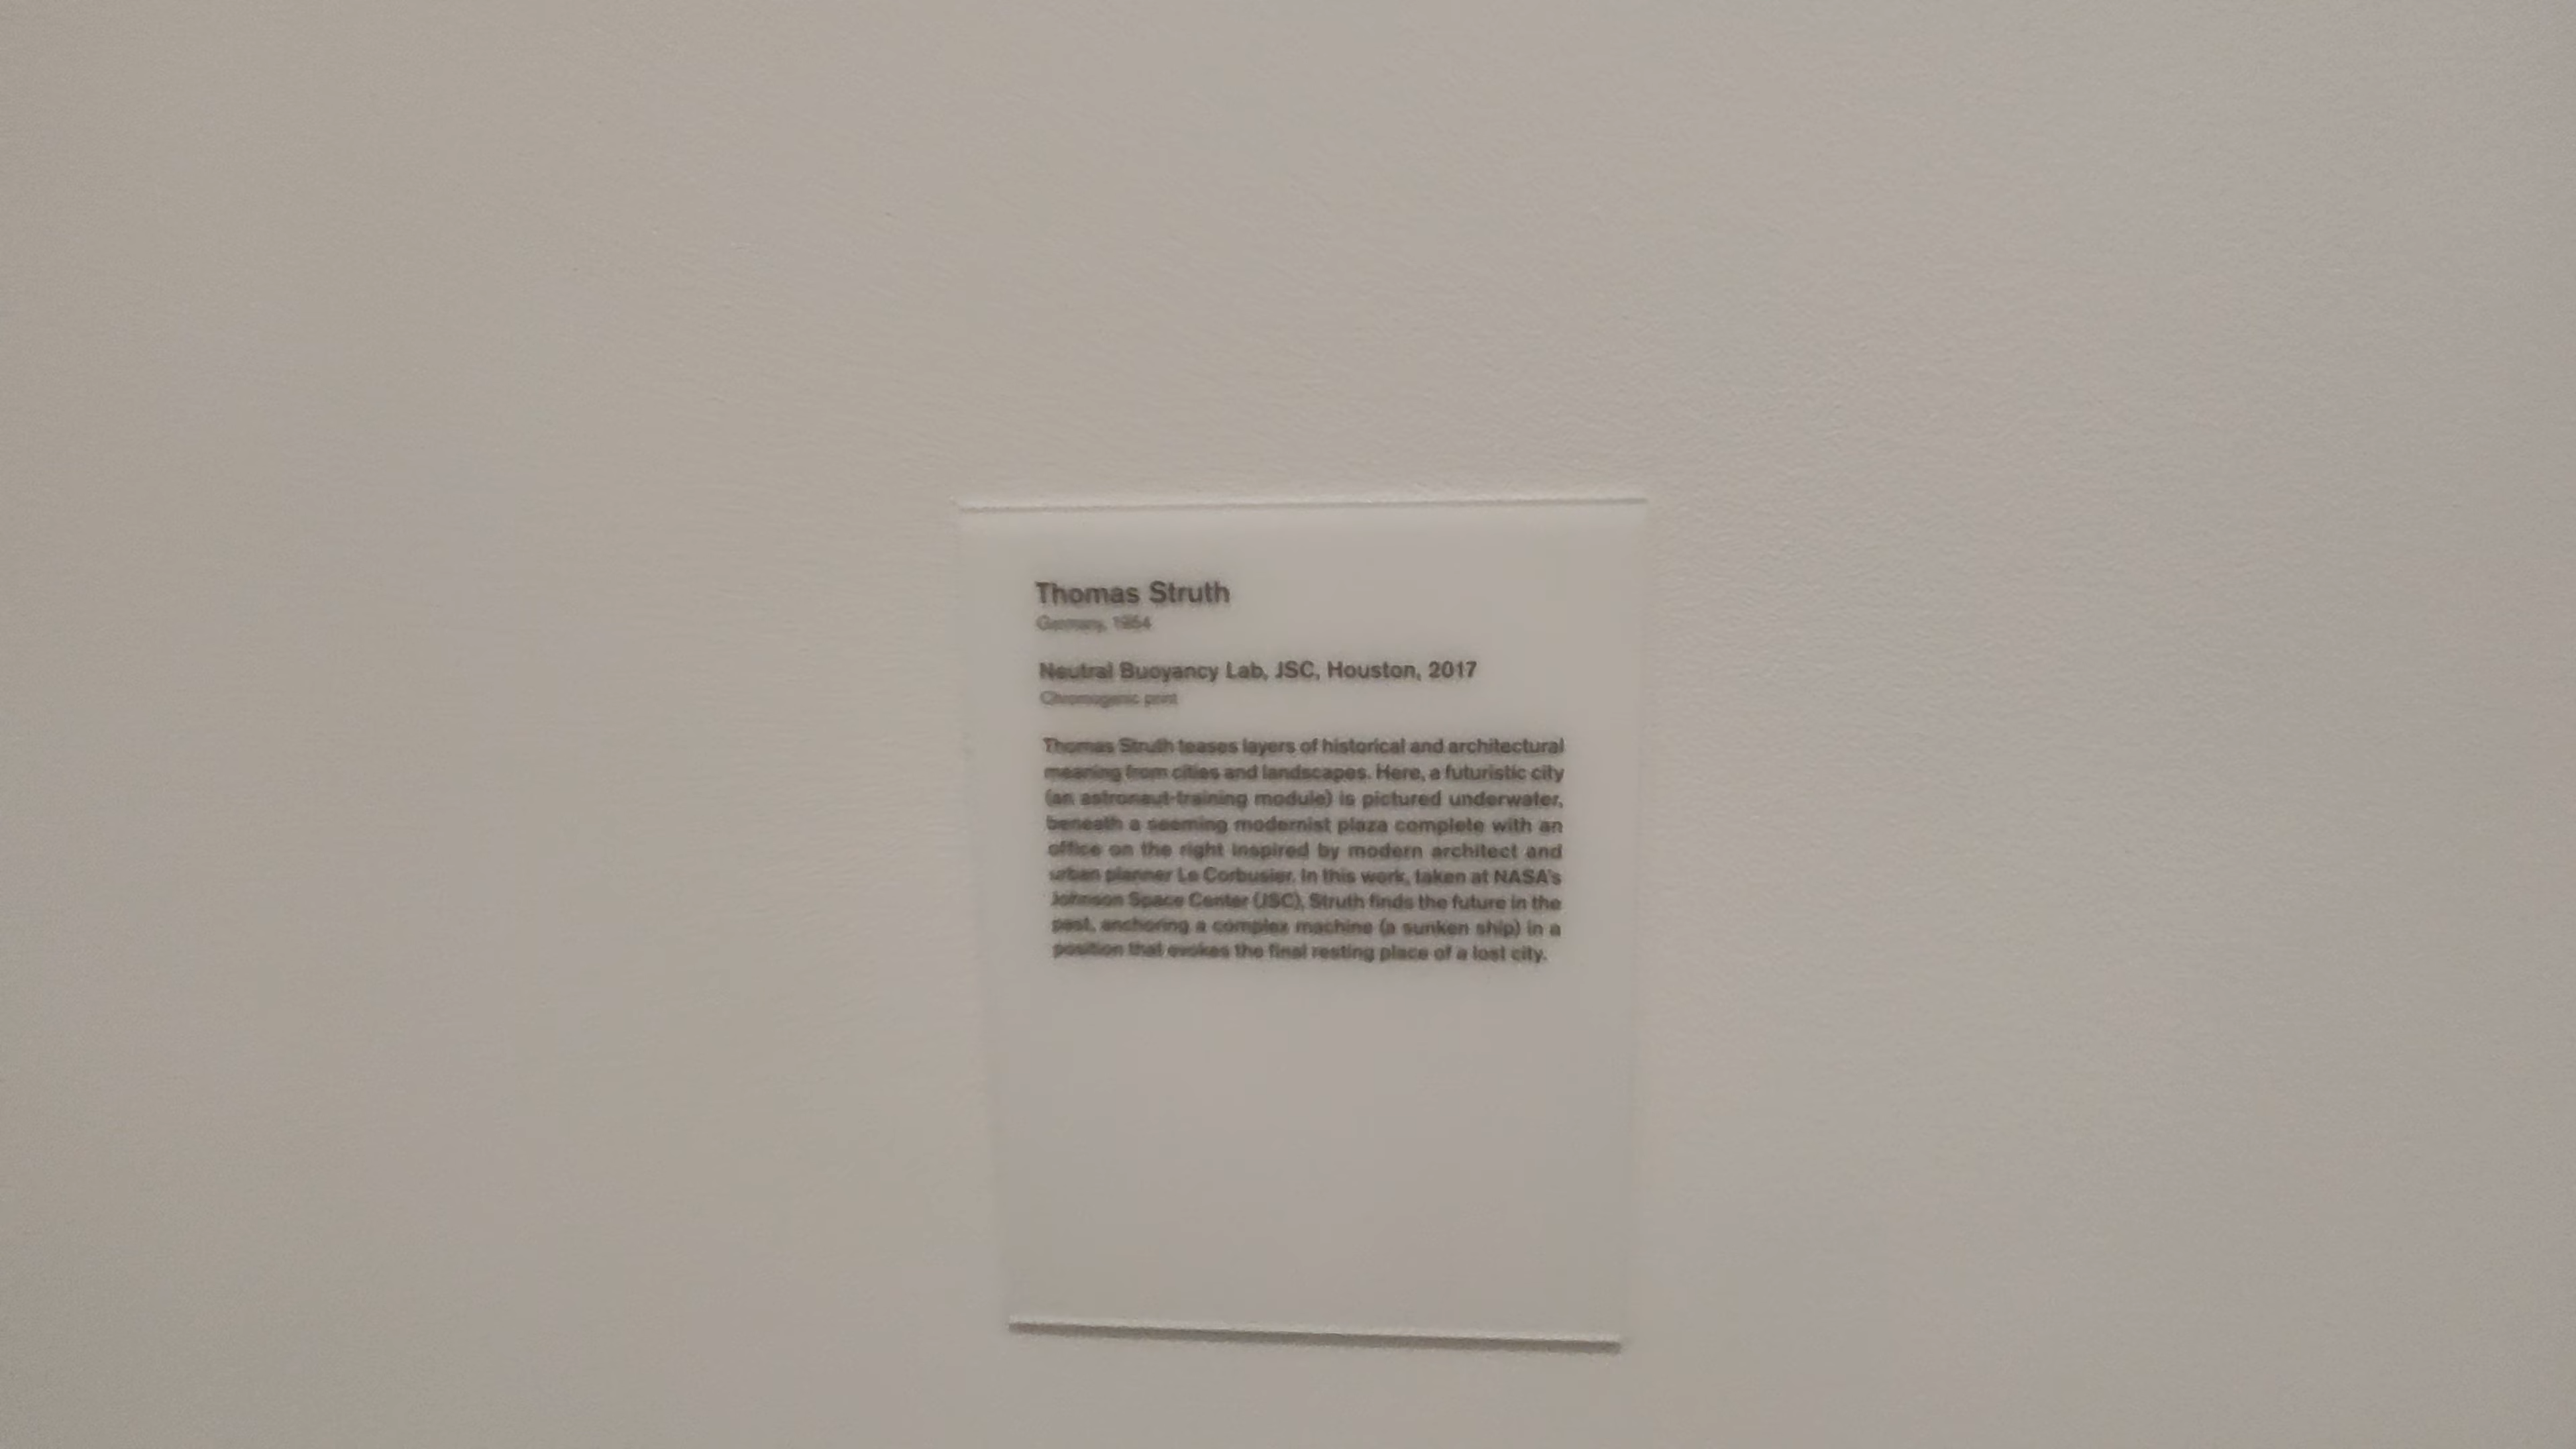 Thomas Struth
Germany, 1954
Neutral Buoyancy Lab, JSC, Houston, 2017
Chromogenic print
Thomas Struth teases layers of historical and architectural
meaning from cities and landscapes. Here, a futuristic city
(an astronaut-training module) is pictured underwater,
beneath a seeming modernist plaza complete with an
office on the right inspired by modern architect and
urban planner Le Corbusier. In this work, taken at NASA's
Johnson Space Center (JSC), Struth finds the future in the
past, anchoring a complex machine (a sunken ship) in a
position that evokes the final resting place of a lost city.